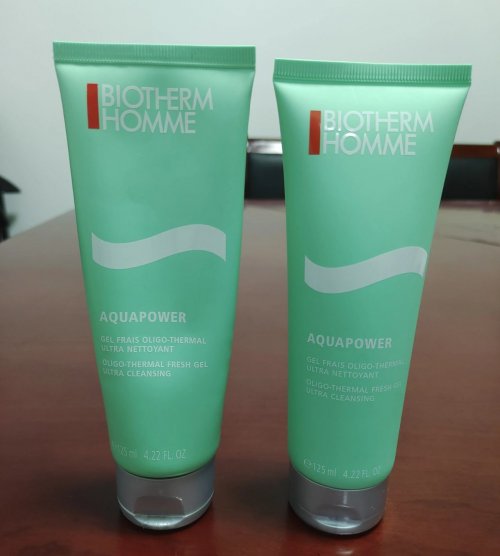 BIOTHERM
HOMME
AQUAPOWER
GEL FRAIS OLIGO-THERMAL
ULTRA NETTOYANT
OLIGO-THERMAL FRESH GEL
ULTRA CLEANSING
℮125 ml 4.22 FL. OZ
BIOTHERM
HOMME
AQUAPOWER
GEL FRAIS OLIGO-THERMAL
ULTRA NETTOYANT
OLIGO-THERMAL FRESH GEL
ULTRA CLEANSING
℮125 ml 4.22 FL. OZ